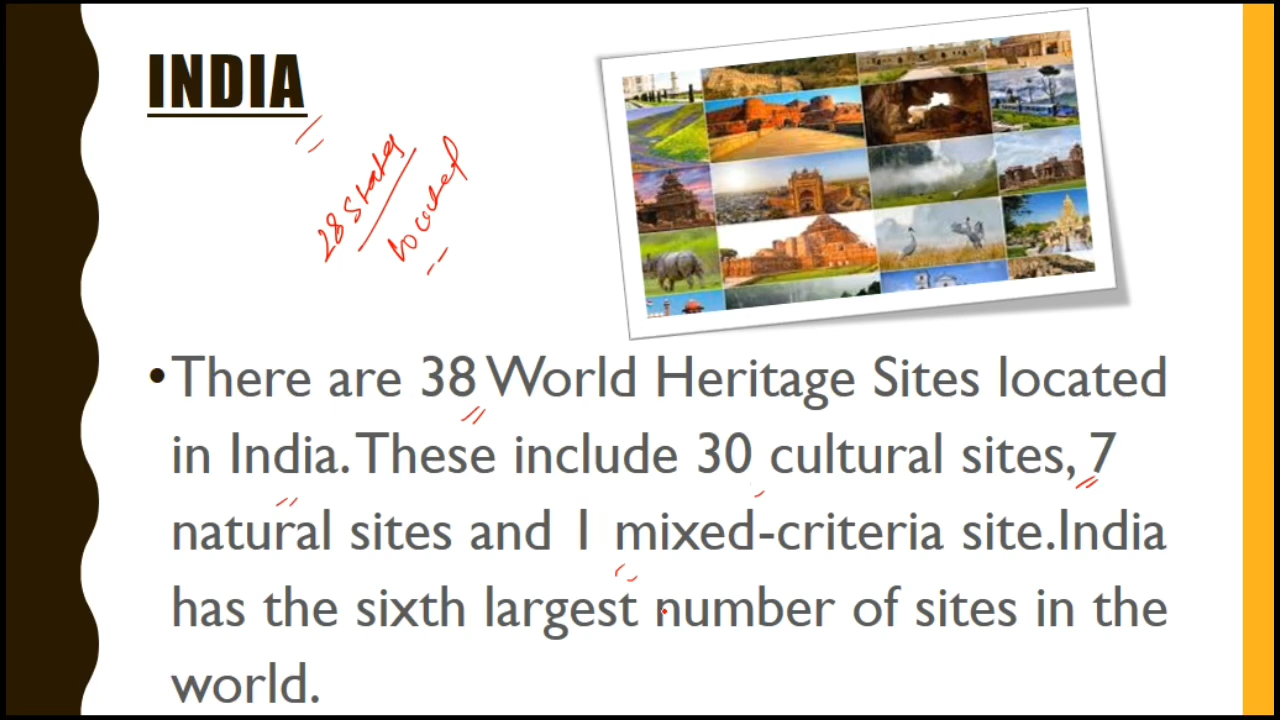 INDIA
28 States
located
•There are 38 World Heritage Sites located
in India. These include 30 cultural sites, 7
natural sites and 1 mixed-criteria site.India
has the sixth largest number of sites in the
world.